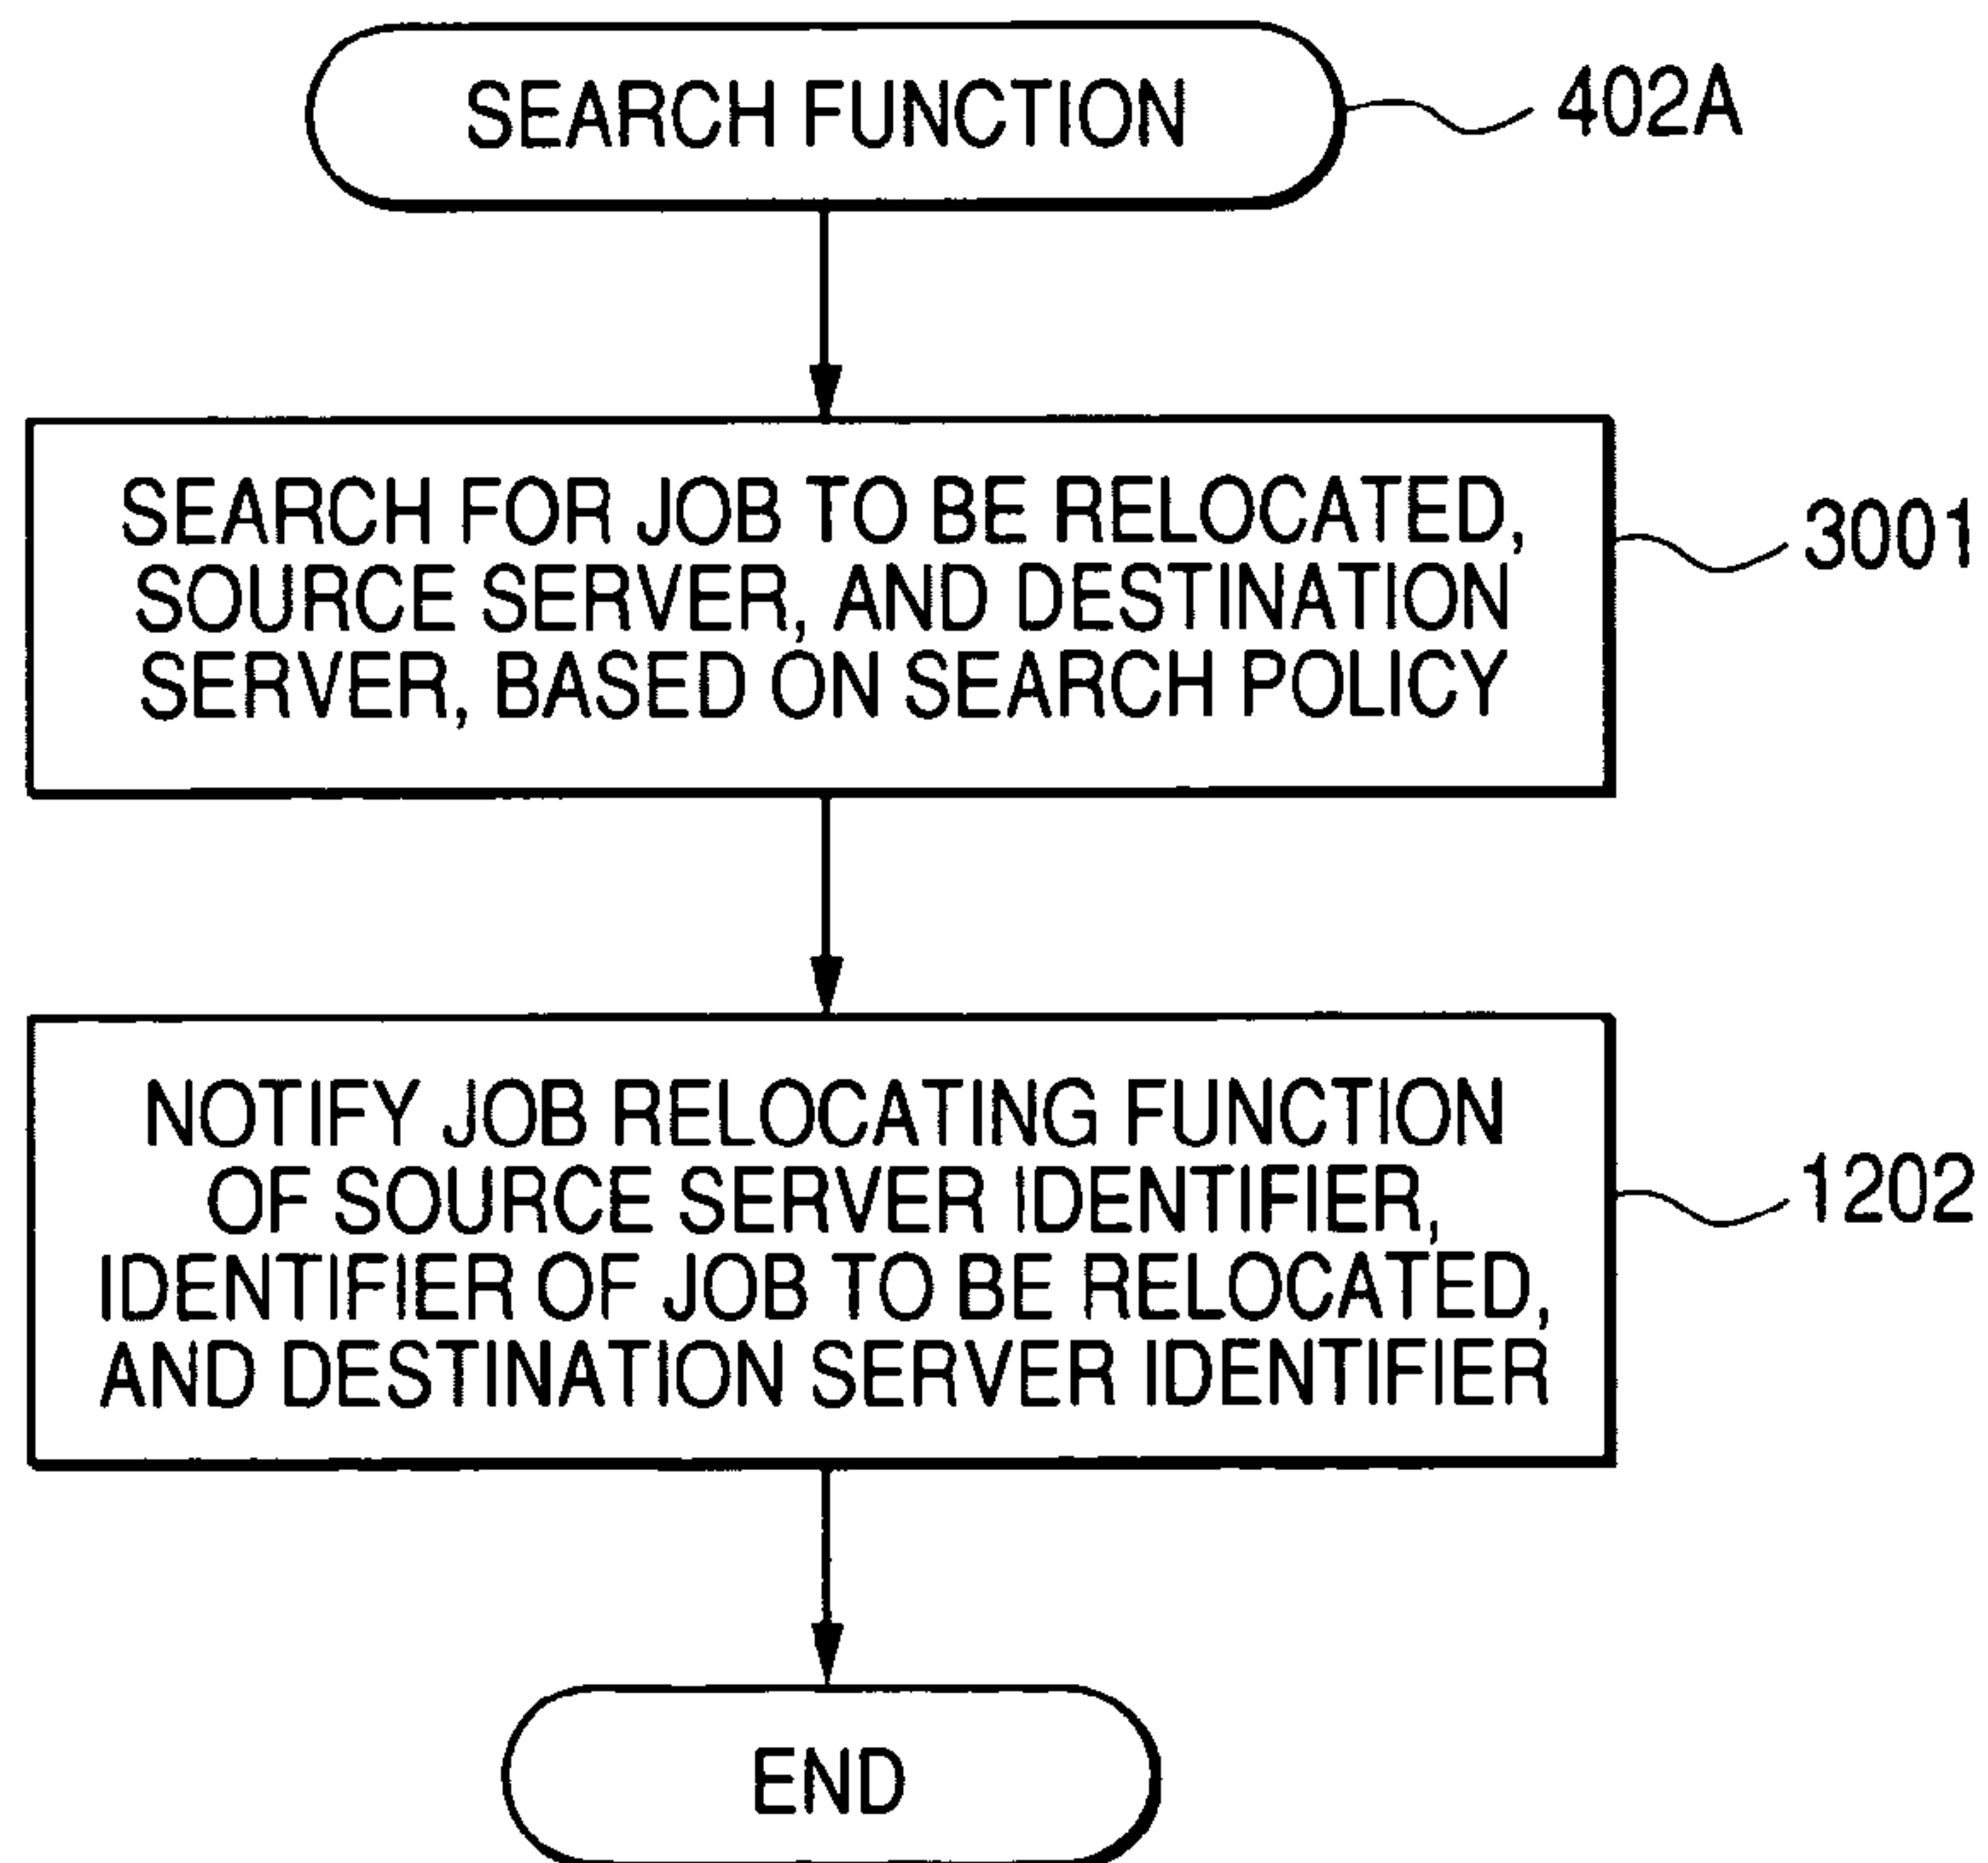 SEARCH FUNCTION
402A
SEARCH FOR JOB TO BE RELOCATED,
SOURCE SERVER, AND DESTINATION
SERVER, BASED ON SEARCH POLICY
3001
NOTIFY JOB RELOCATING FUNCTION
OF SOURCE SERVER IDENTIFIER,
IDENTIFIER OF JOB TO BE RELOCATED,
AND DESTINATION SERVER IDENTIFIER
1202
END